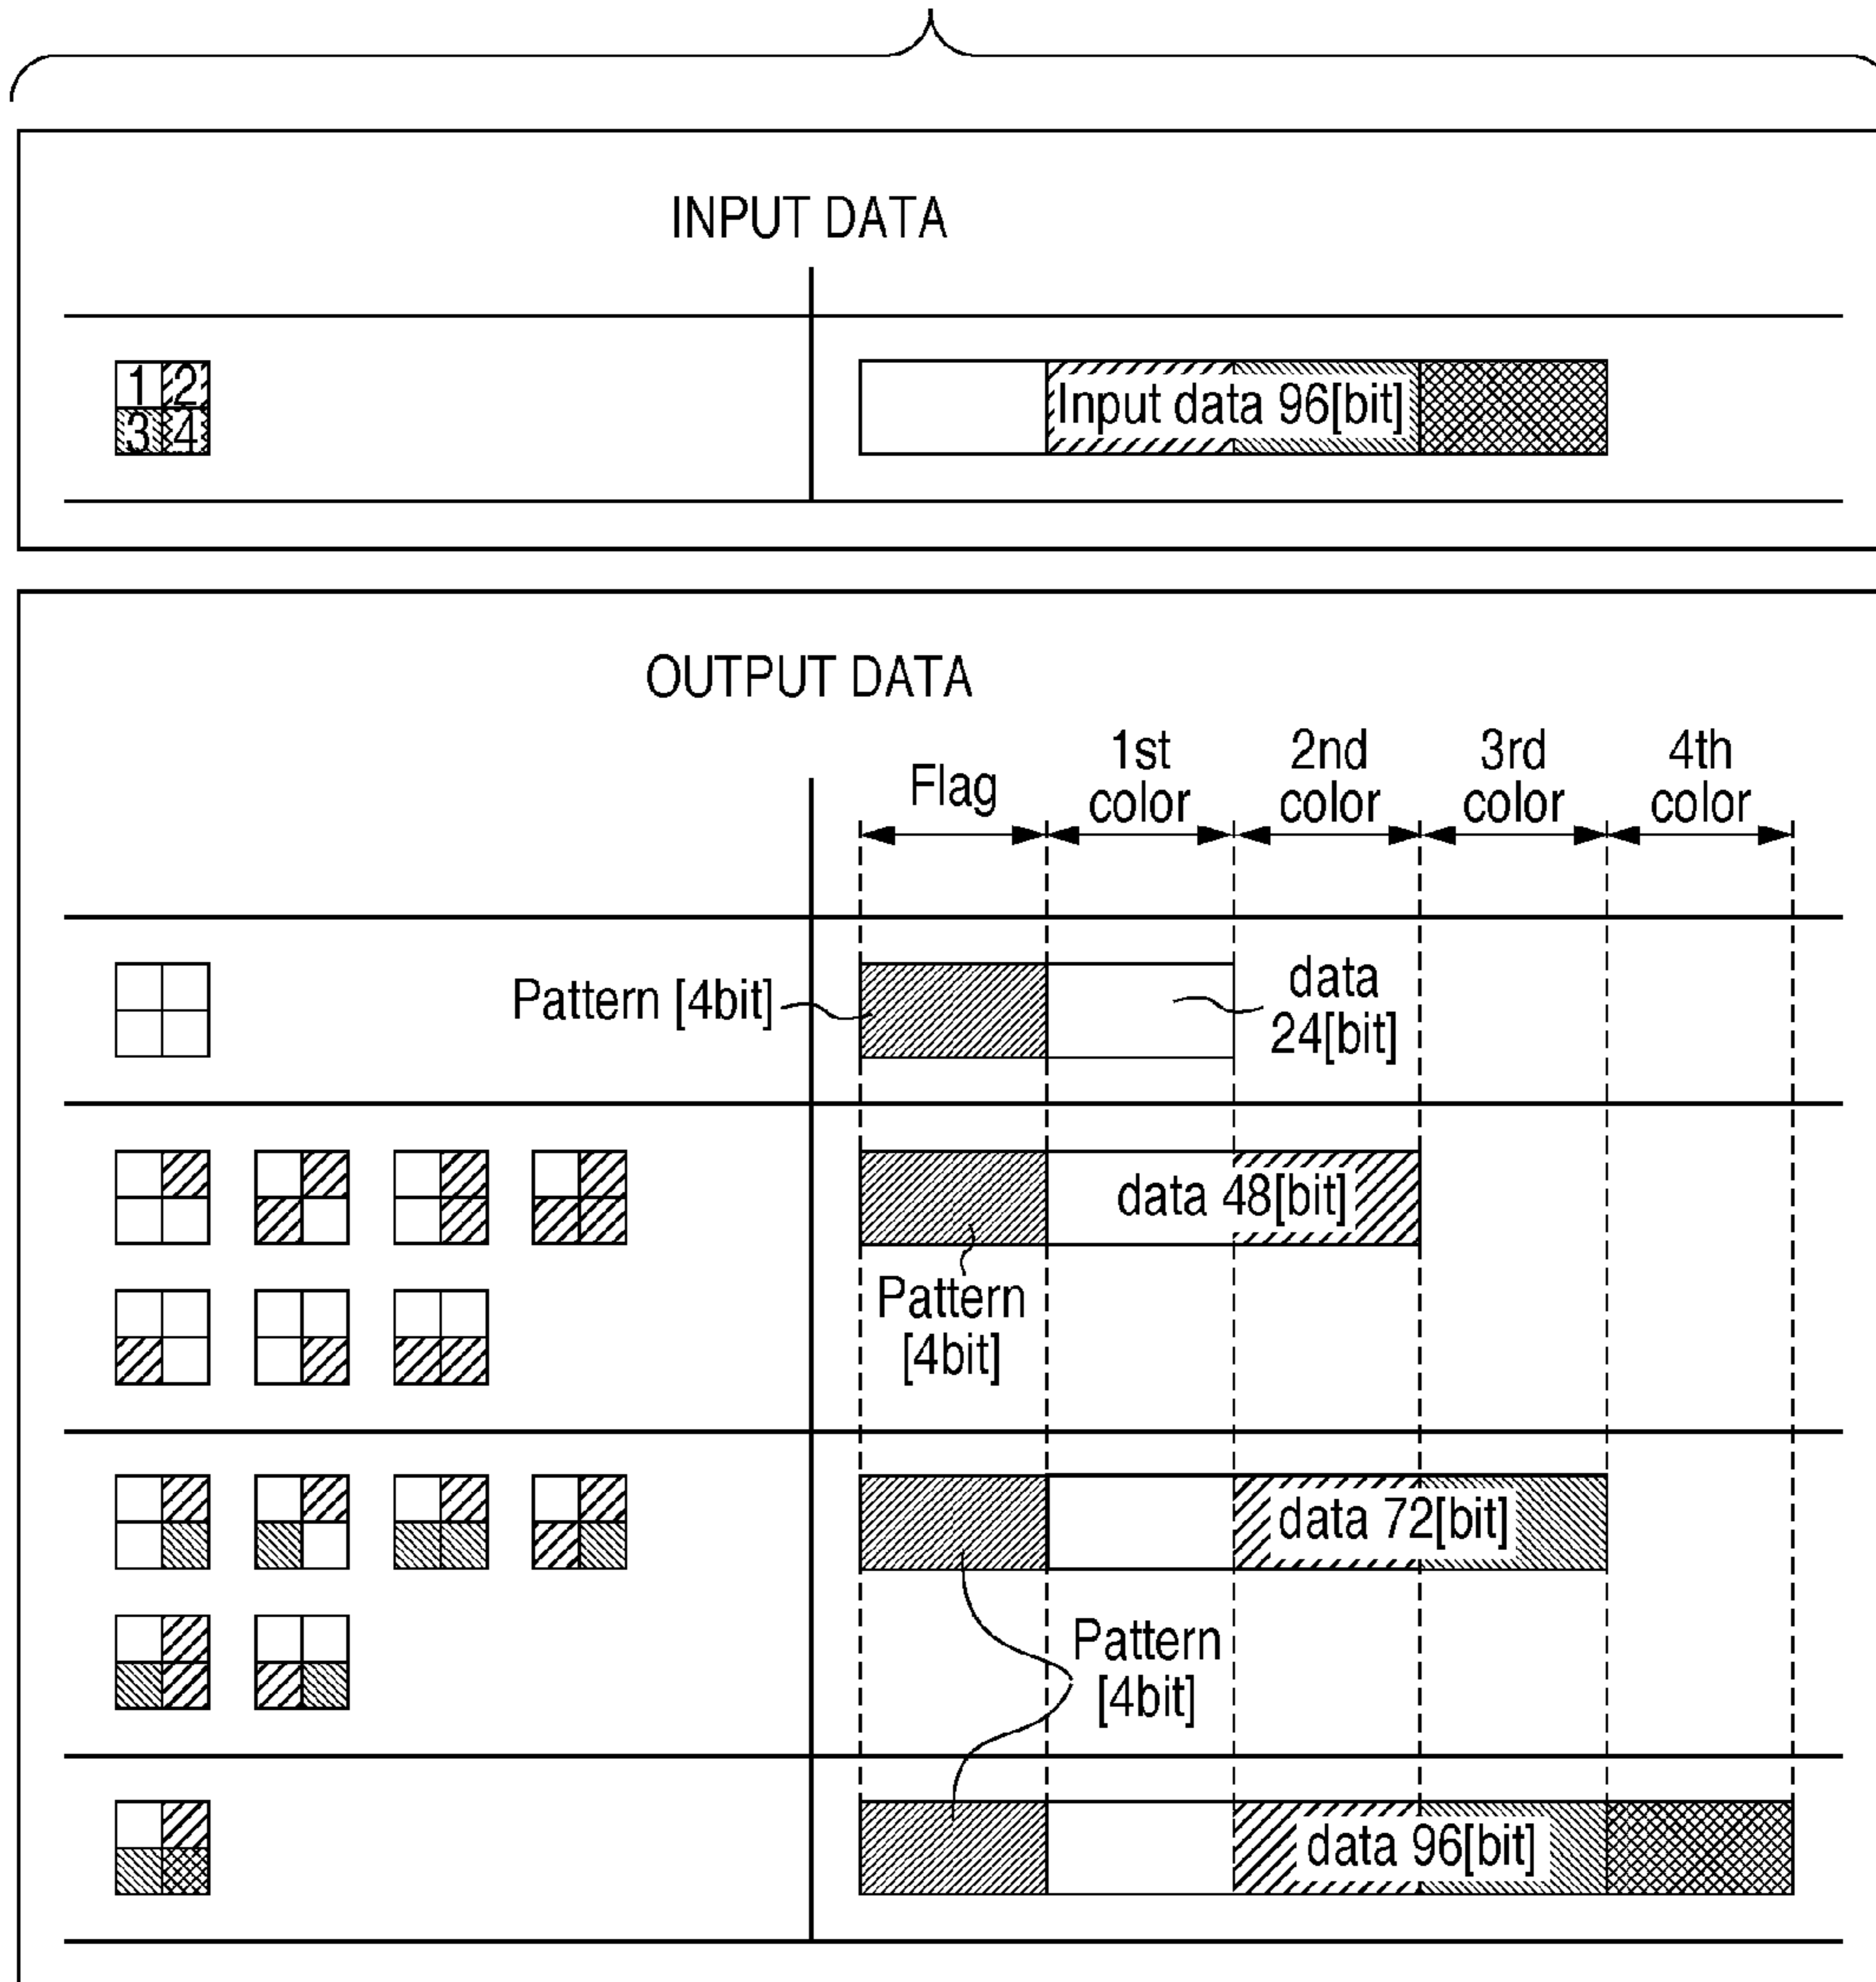 INPUT DATA
1 2
3 4
Input data 96[bit]
OUTPUT DATA
Flag
1st
color
2nd
color
3rd
color
4th
color
Pattern [4bit]
data
24[bit]
data 48[bit]
Pattern
[4bit]
data 72[bit]
Pattern
[4bit]
data 96[bit]